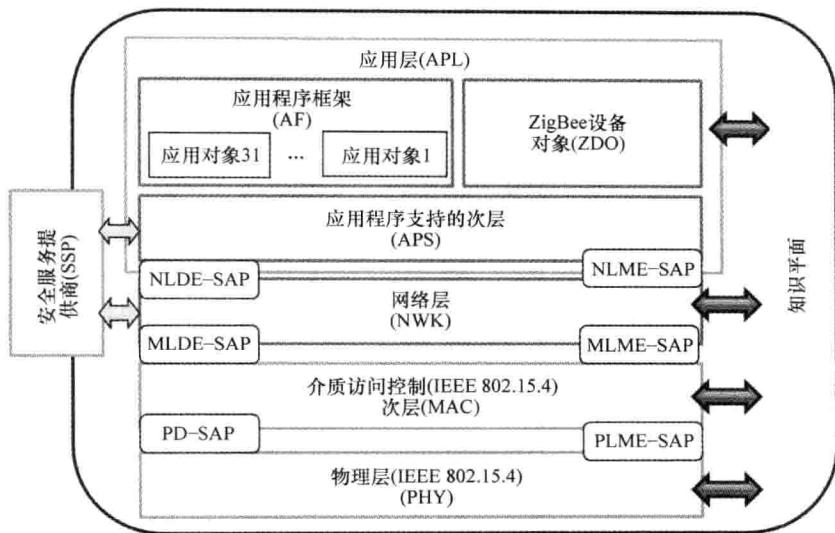 应用层(APL)
应用程序框架
(AF)
应用对象31
...
应用对象1
ZigBee设备
对象(ZDO)
应用程序支持的次层
(APS)
安全服务提
供商(SSP)
NLDE-SAP
NLME-SAP
网络层
(NWK)
知识平面
MLDE-SAP
MLME-SAP
介质访问控制(IEEE 802.15.4)
次层(MAC)
PD-SAP
PLME-SAP
物理层(IEEE 802.15.4)
(PHY)